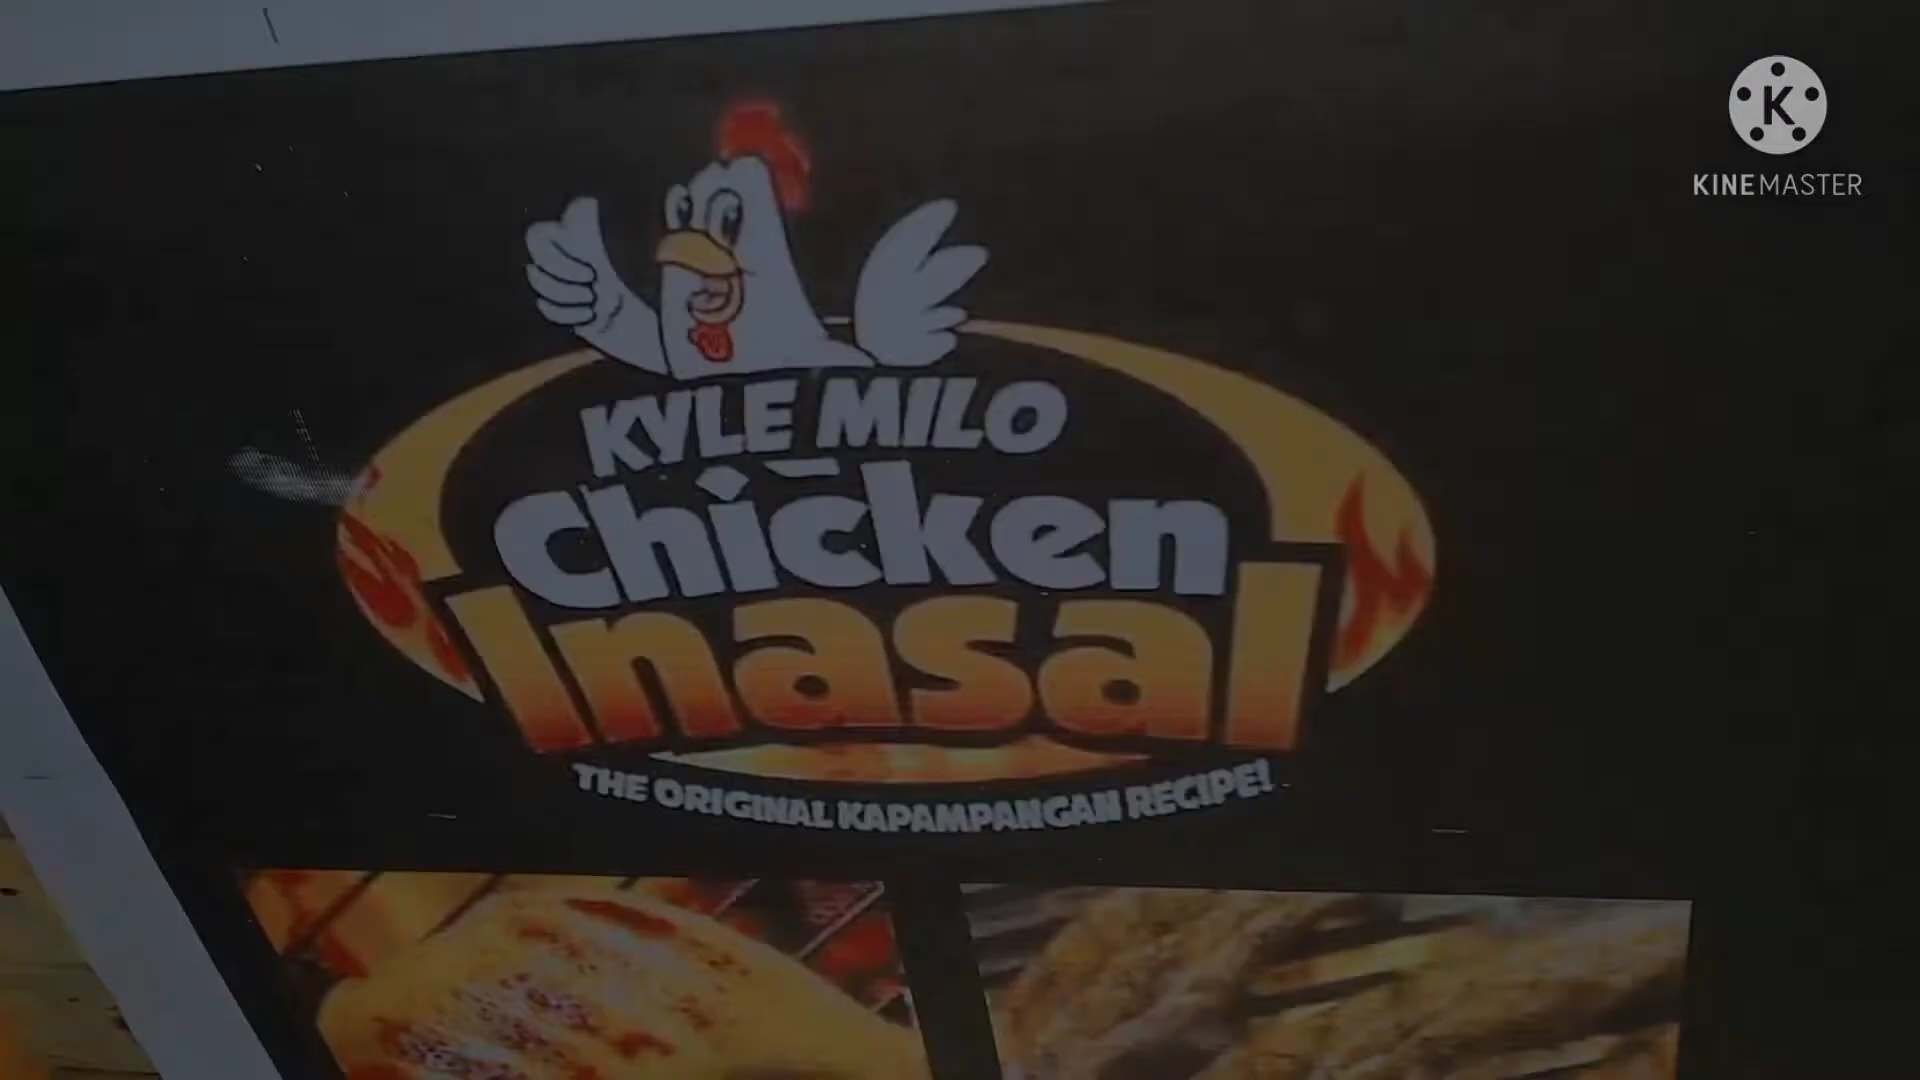 K
KINEMASTER
KYLE MILO
Chicken
Inasal
THE ORIGINAL KAPAMPANGAN RECIPE!